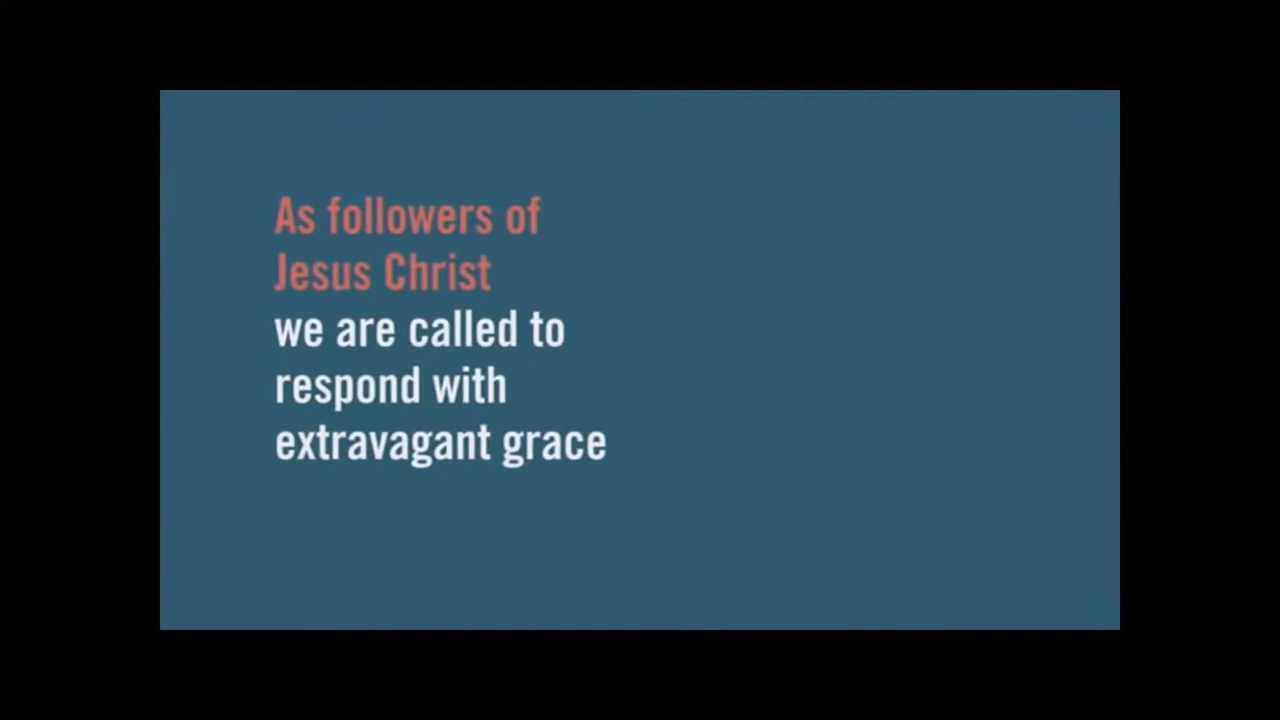 As followers of
Jesus Christ
we are called to
respond with
extravagant grace